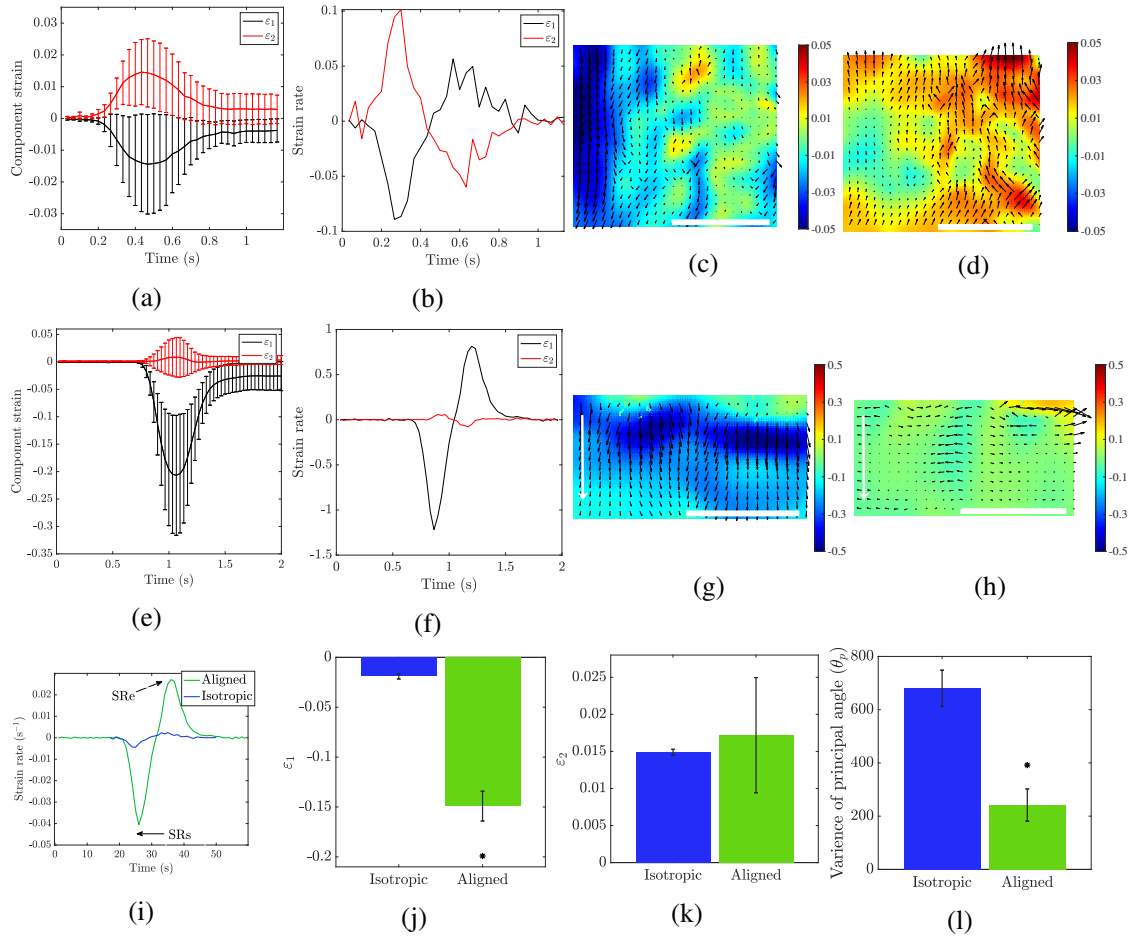 Component strain
0.03
0.02
0.01
0
-0.01
-0.02
-0.03
0 0.2 0.4 0.6 0.8 1
Time (s)
ε1
ε2
(a)
Strain rate
0.1
0.05
0
-0.05
-0.1
0 0.2 0.4 0.6 0.8 1
Time (s)
ε1
ε2
(b)
0.05
0.03
0.01
-0.01
-0.03
-0.05
(c)
0.05
0.03
0.01
-0.01
-0.03
-0.05
(d)
Component strain
0.05
0
-0.05
-0.1
-0.15
-0.2
-0.25
-0.3
-0.35
0 0.5 1 1.5 2
Time (s)
ε1
ε2
(e)
Strain rate
1
0.5
0
-0.5
-1
-1.5
0 0.5 1 1.5 2
Time (s)
ε1
ε2
(f)
0.5
0.3
0.1
-0.1
-0.3
-0.5
(g)
0.5
0.3
0.1
-0.1
-0.3
-0.5
(h)
Strain rate (s⁻¹)
0.02
0.01
0
-0.01
-0.02
-0.03
-0.04
-0.05
0 10 20 30 40 50
Time (s)
Aligned
Isotropic
SRe
SRs
(i)
ε1
0
-0.05
-0.1
-0.15
-0.2
*
Isotropic Aligned
(j)
ε2
0.025
0.02
0.015
0.01
0.005
0
Isotropic Aligned
(k)
Varience of principal angle (θp)
800
600
400
200
0
*
Isotropic Aligned
(l)